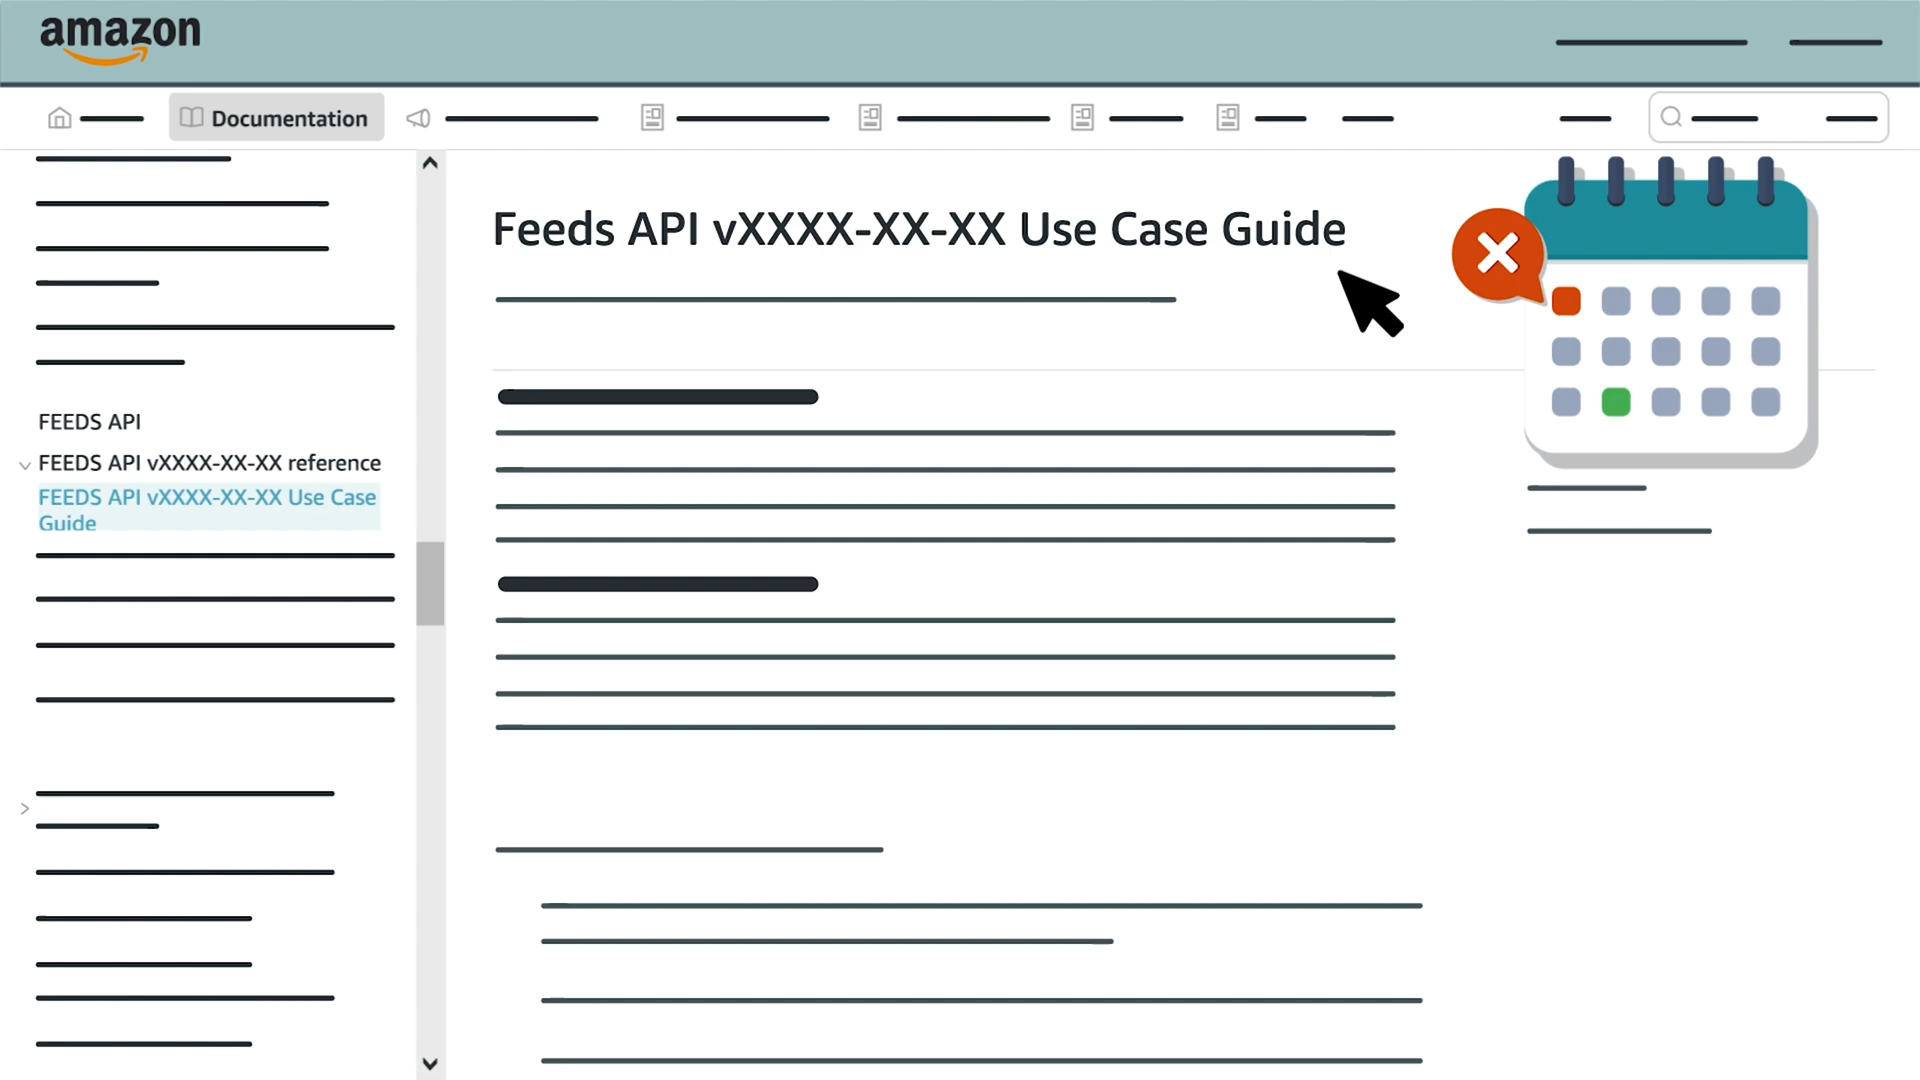 amazon
Documentation
Feeds API vXXXX-XX-XX Use Case Guide
FEEDS API
FEEDS API vXXXX-XX-XX reference
FEEDS API vXXXX-XX-XX Use Case
Guide